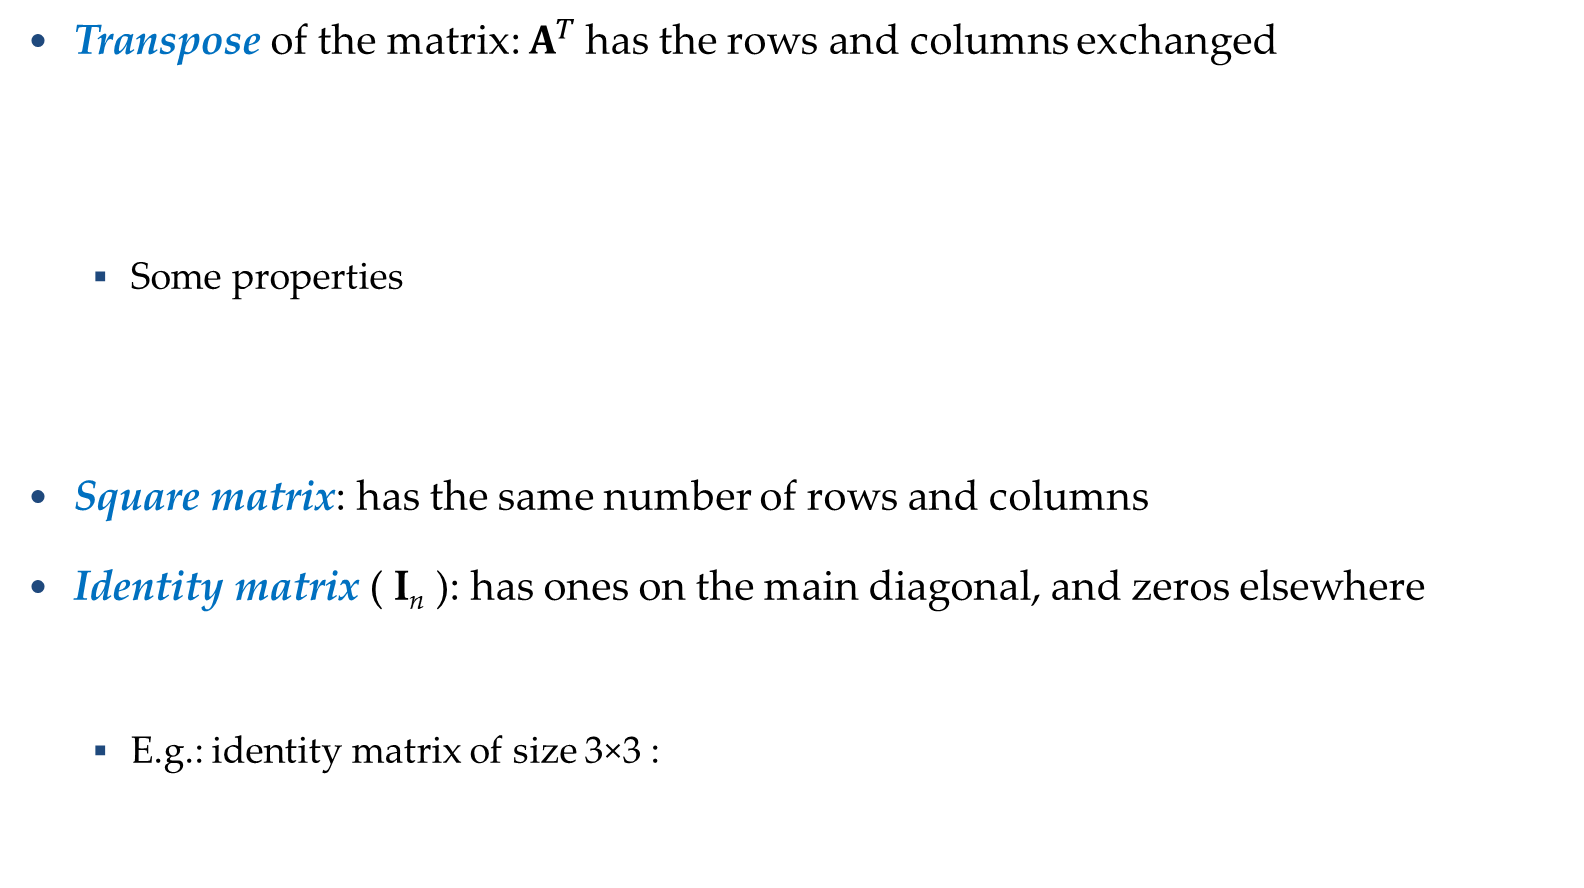 • Transpose of the matrix: 𝐀ᵀ has the rows and columns exchanged
▪ Some properties
• Square matrix: has the same number of rows and columns
• Identity matrix ( 𝐈ₙ ): has ones on the main diagonal, and zeros elsewhere
▪ E.g.: identity matrix of size 3×3 :